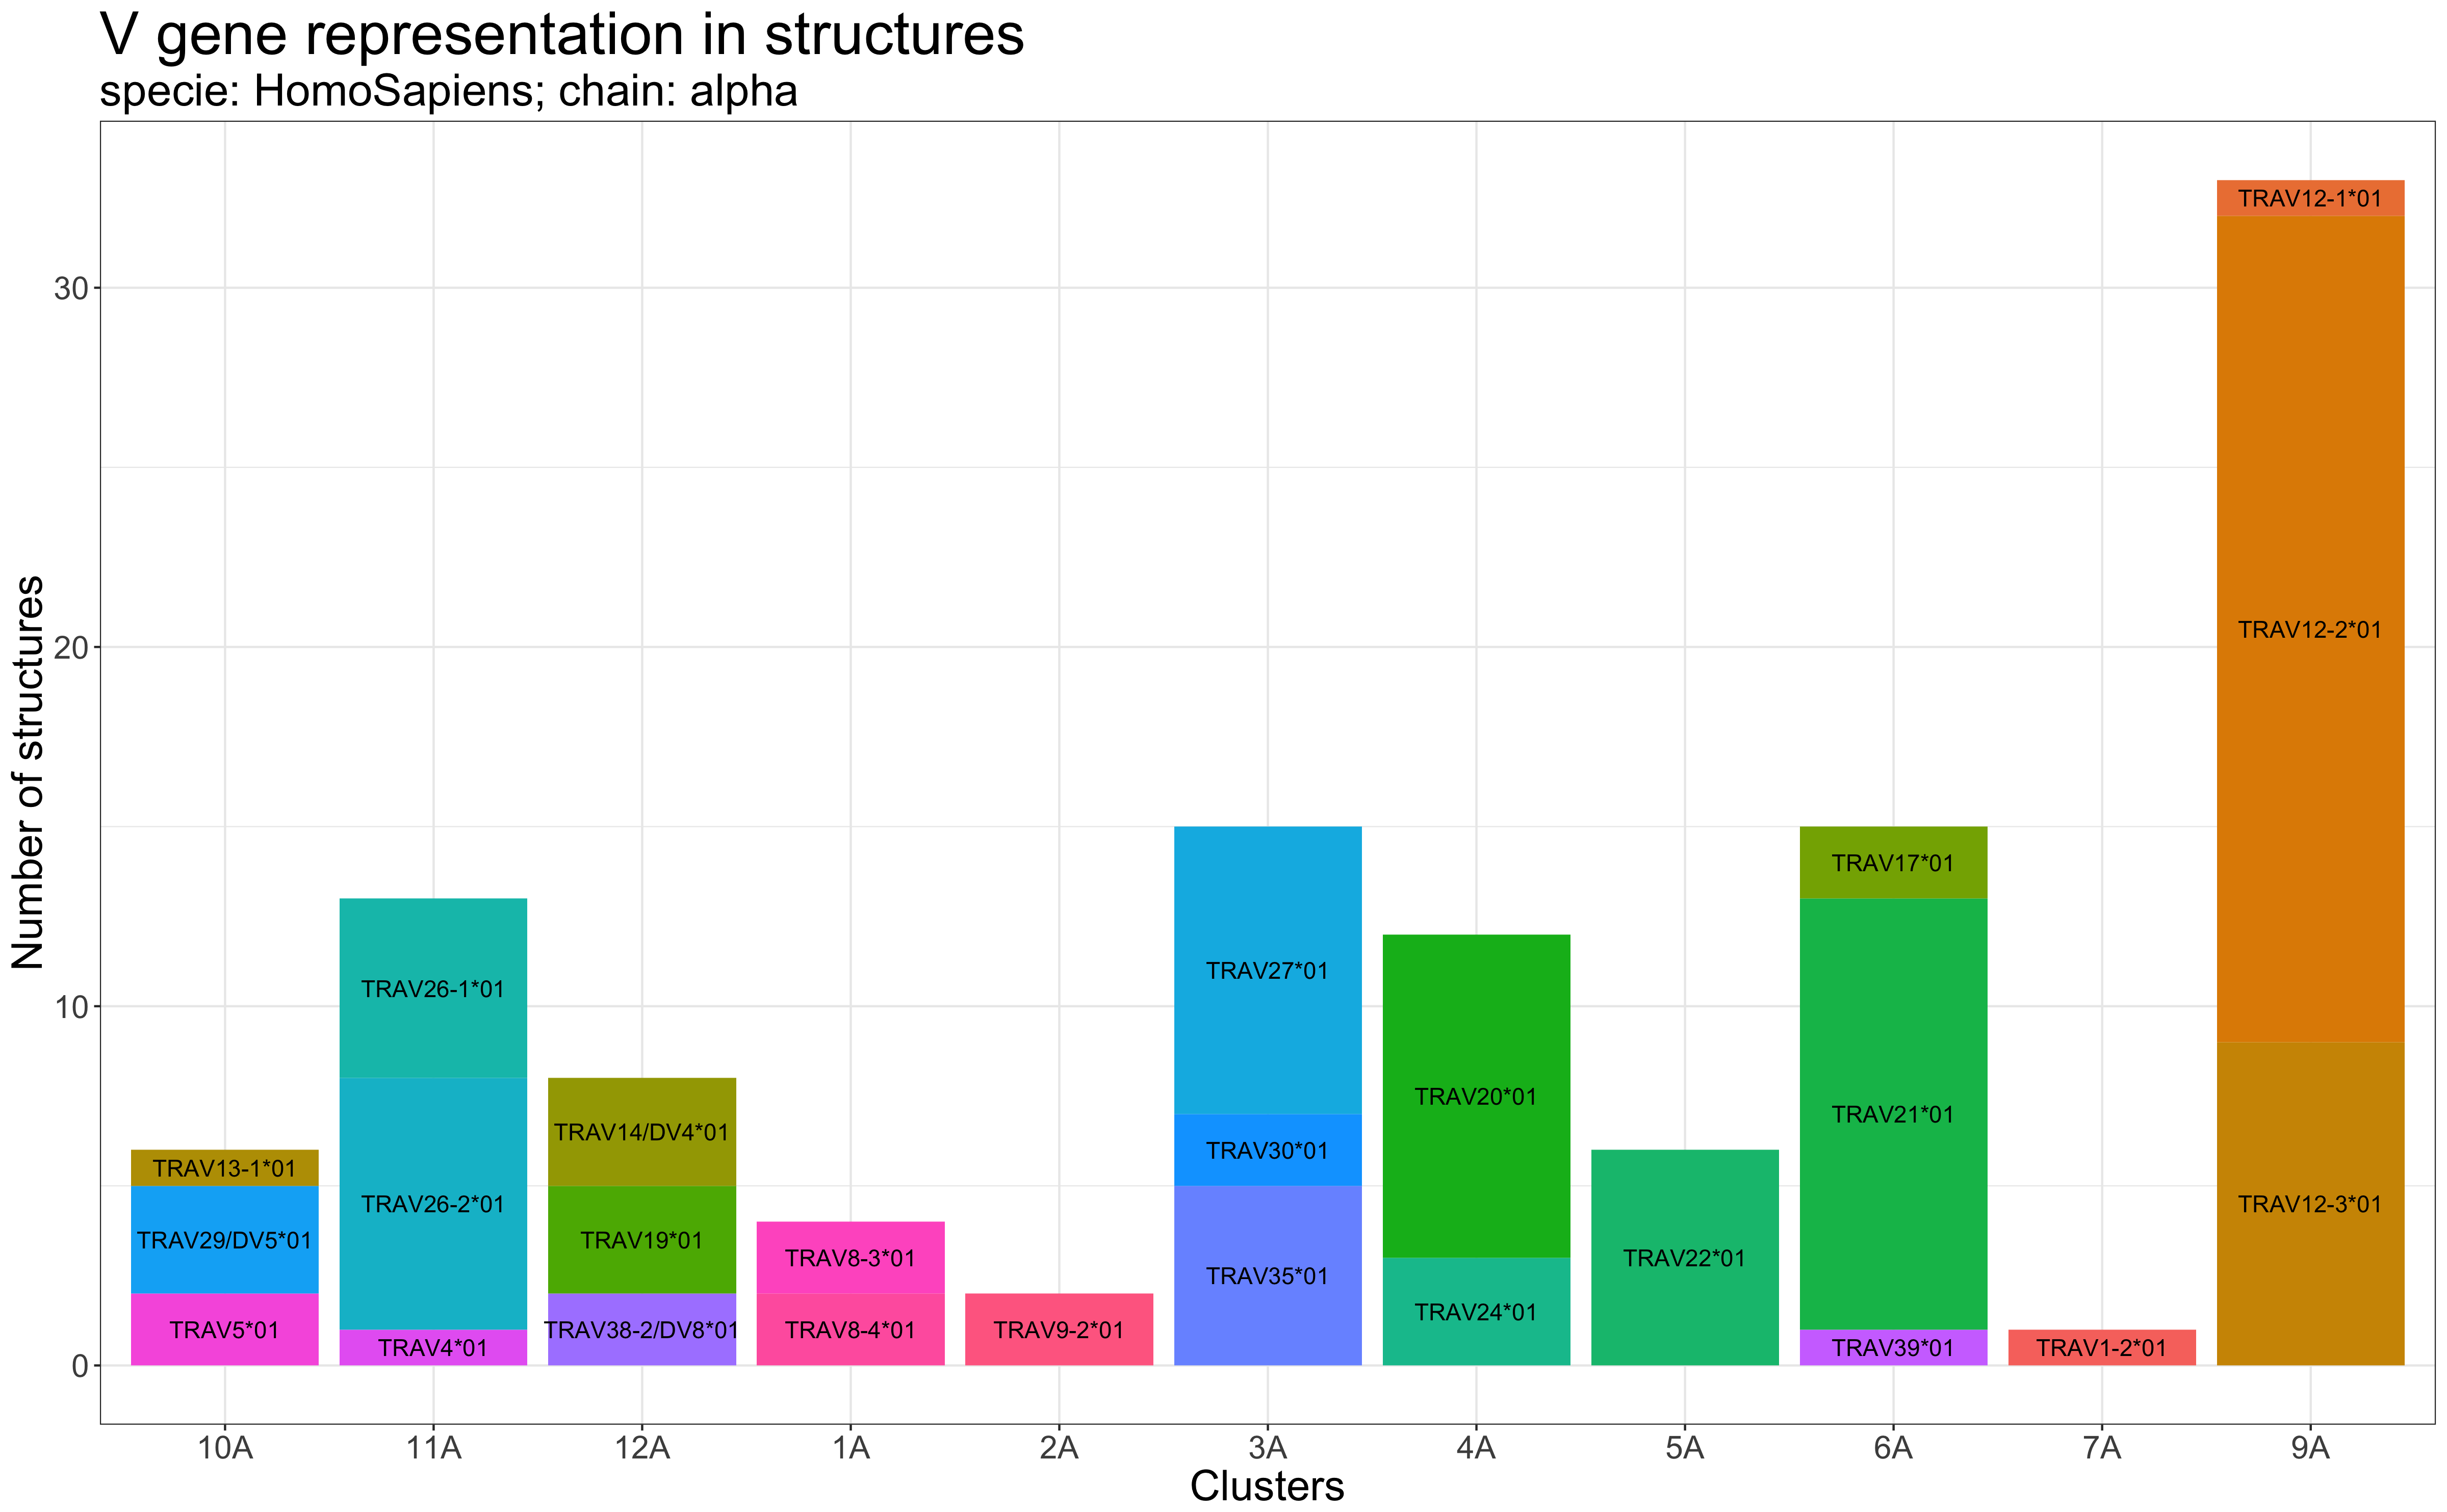 V gene representation in structures
specie: HomoSapiens; chain: alpha
Number of structures
30
20
10
0
TRAV13-1*01
TRAV29/DV5*01
TRAV5*01
TRAV26-1*01
TRAV26-2*01
TRAV4*01
TRAV14/DV4*01
TRAV19*01
TRAV38-2/DV8*01
TRAV8-3*01
TRAV8-4*01
TRAV9-2*01
TRAV27*01
TRAV30*01
TRAV35*01
TRAV20*01
TRAV24*01
TRAV22*01
TRAV17*01
TRAV21*01
TRAV39*01
TRAV1-2*01
TRAV12-1*01
TRAV12-2*01
TRAV12-3*01
10A 11A 12A 1A 2A 3A 4A 5A 6A 7A 9A
Clusters